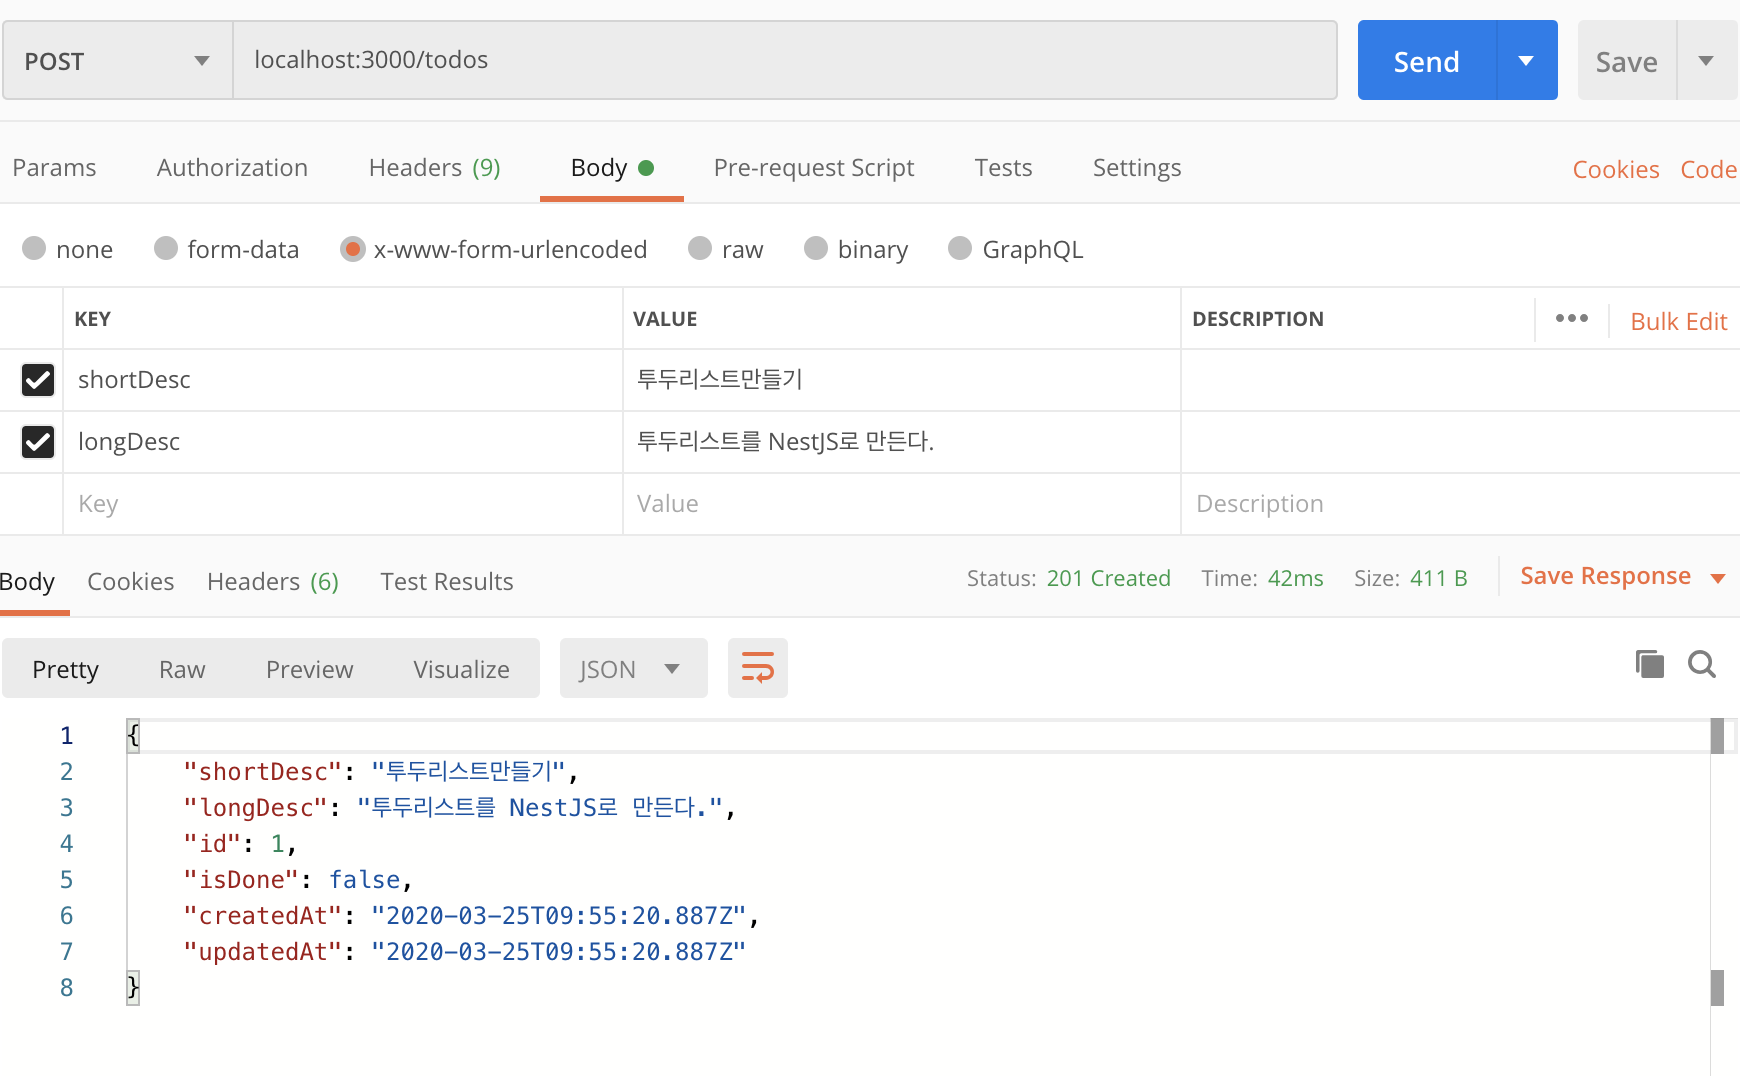 POST localhost:3000/todos Send Save
Params Authorization Headers (9) Body Pre-request Script Tests Settings Cookies Code
none form-data x-www-form-urlencoded raw binary GraphQL
KEY VALUE DESCRIPTION ••• Bulk Edit
shortDesc 투두리스트만들기
longDesc 투두리스트를 NestJS로 만든다.
Key Value Description
Body Cookies Headers (6) Test Results Status: 201 Created Time: 42ms Size: 411 B Save Response
Pretty Raw Preview Visualize JSON
1 {
2 "shortDesc": "투두리스트만들기",
3 "longDesc": "투두리스트를 NestJS로 만든다.",
4 "id": 1,
5 "isDone": false,
6 "createdAt": "2020-03-25T09:55:20.887Z",
7 "updatedAt": "2020-03-25T09:55:20.887Z"
8 }